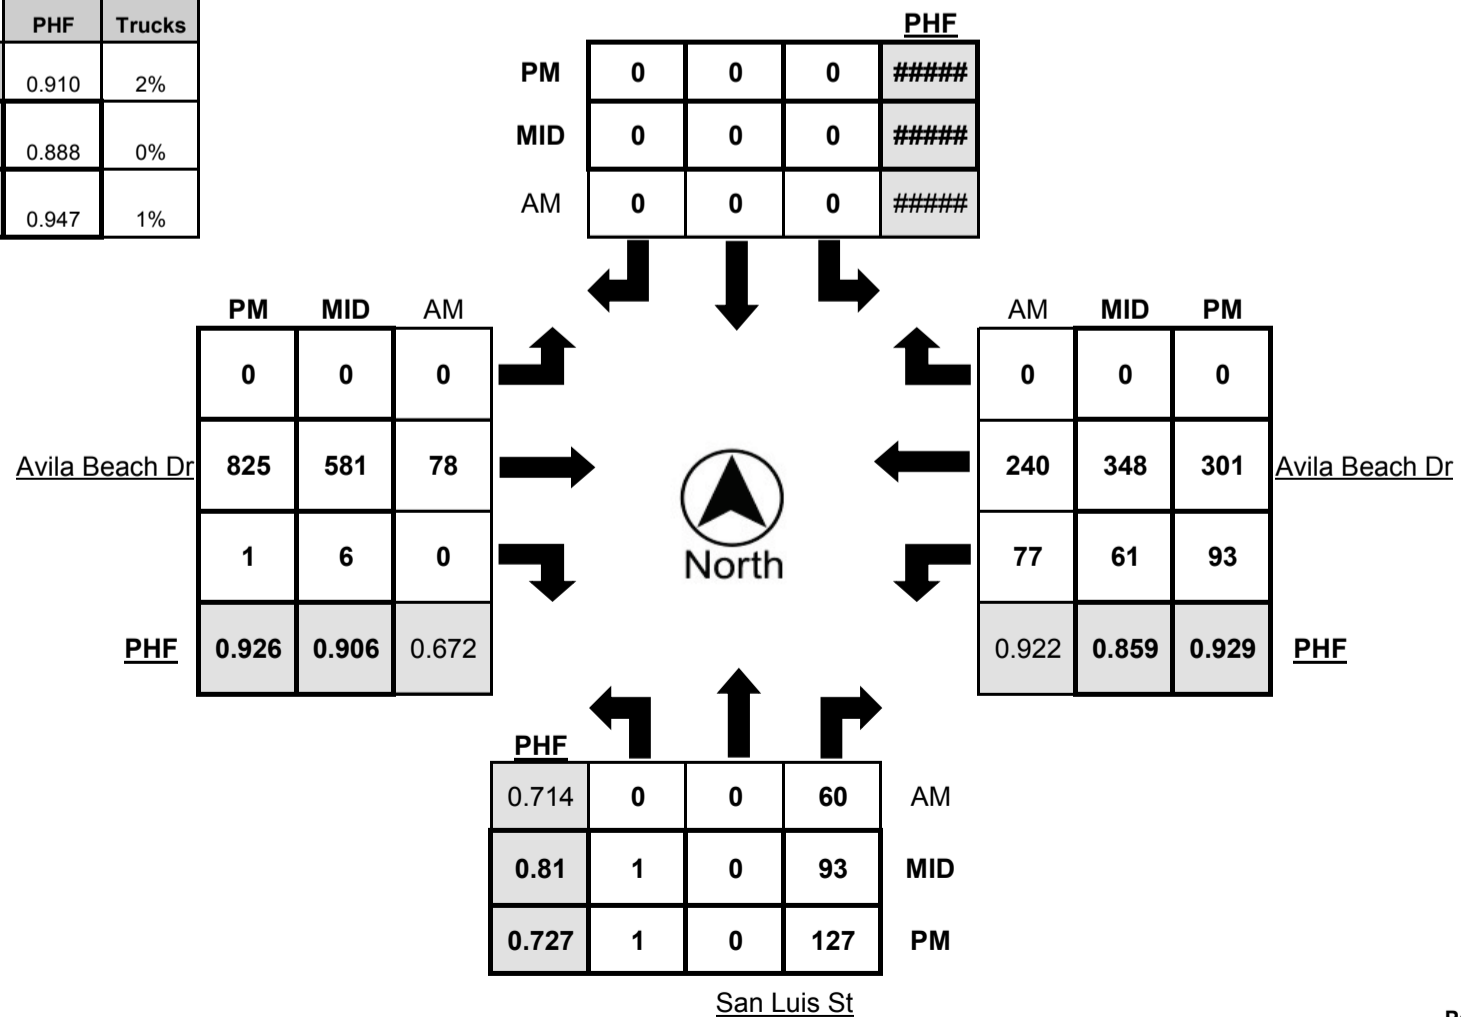 PHF Trucks
0.910 2%
0.888 0%
0.947 1%
PHF
PM 0 0 0 #####
MID 0 0 0 #####
AM 0 0 0 #####
PM MID AM
0 0 0
Avila Beach Dr 825 581 78
1 6 0
PHF 0.926 0.906 0.672
North
AM MID PM
0 0 0
240 348 301 Avila Beach Dr
77 61 93
0.922 0.859 0.929 PHF
PHF
0.714 0 0 60 AM
0.81 1 0 93 MID
0.727 1 0 127 PM
San Luis St